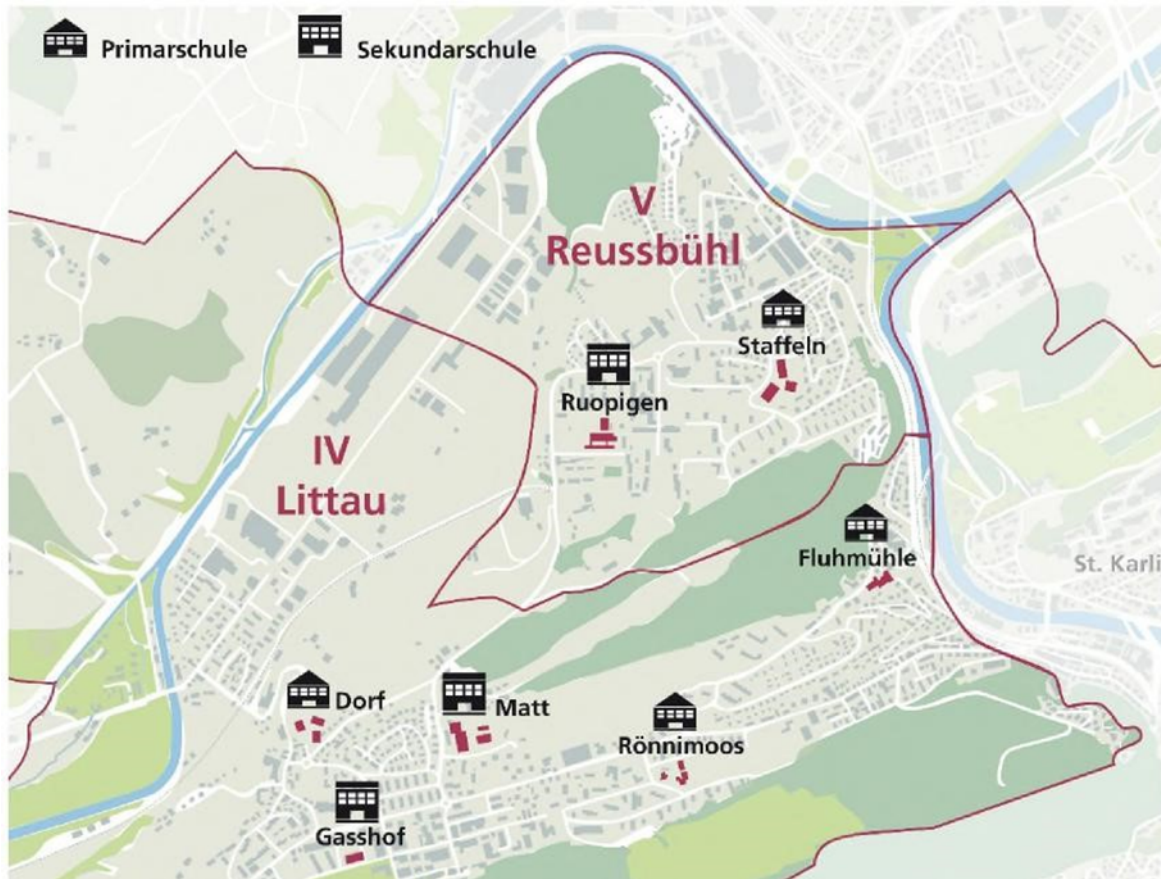 Primarschule
Sekundarschule
V
Reussbühl
Staffeln
Ruopigen
IV
Littau
Fluhmühle
St. Karli
Dorf
Matt
Rönnimoos
Gasshof